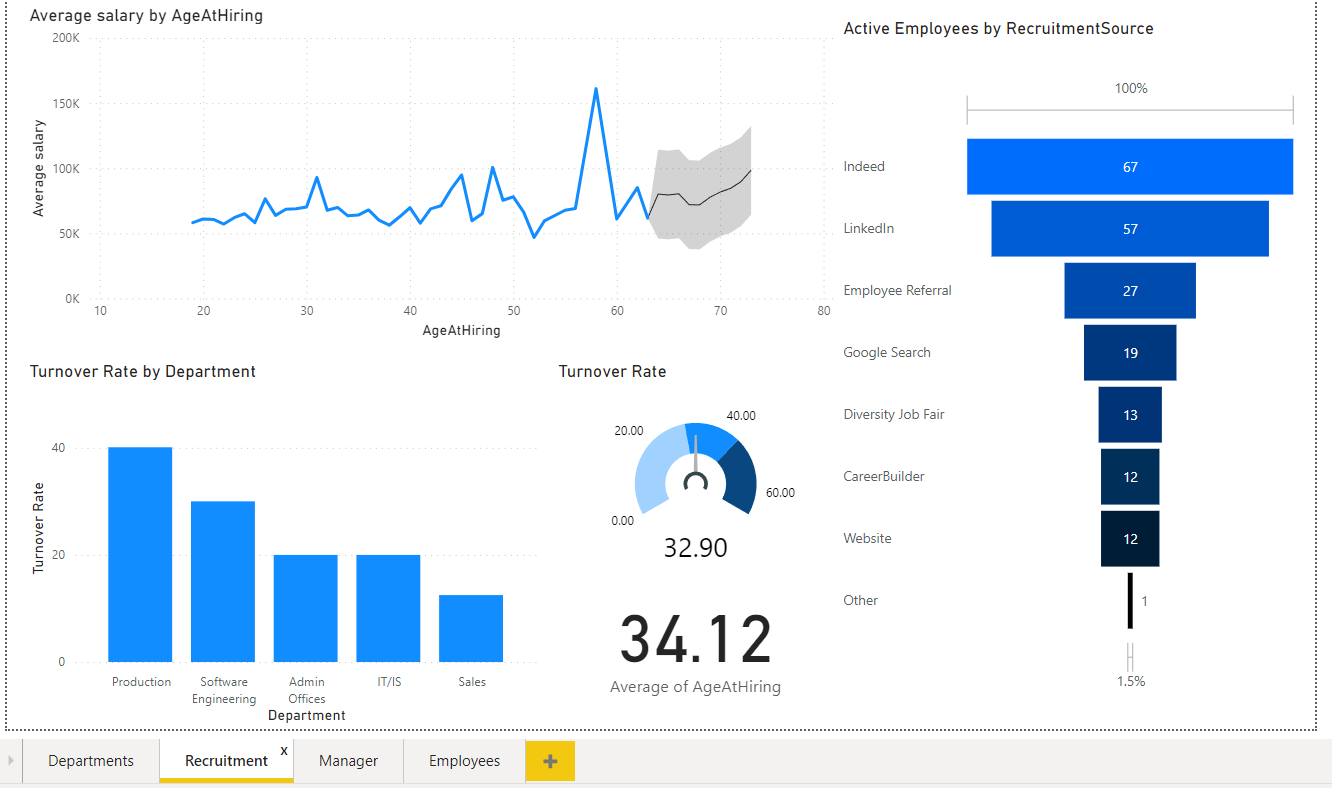 Average salary by AgeAtHiring
200K
150K
100K
50K
0K
Average salary
10 20 30 40 50 60 70 80
AgeAtHiring
Active Employees by RecruitmentSource
100%
Indeed 67
LinkedIn 57
Employee Referral 27
Google Search 19
Diversity Job Fair 13
CareerBuilder 12
Website 12
Other 1
1.5%
Turnover Rate by Department
40
20
0
Turnover Rate
Production
Software
Engineering
Admin
Offices
IT/IS
Sales
Department
Turnover Rate
0.00
20.00
40.00
60.00
32.90
34.12
Average of AgeAtHiring
Departments Recruitment x Manager Employees +